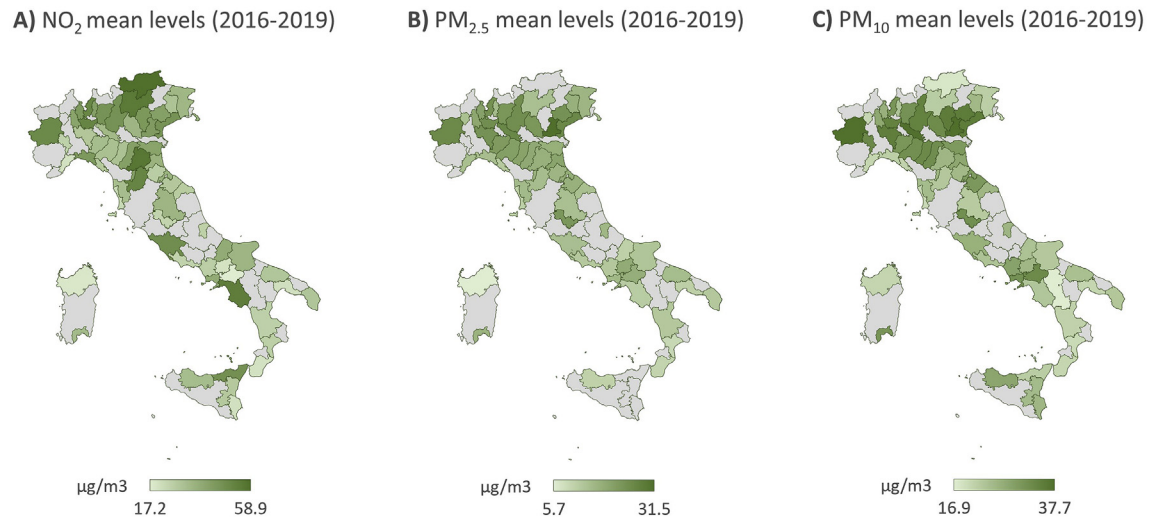 A) NO2 mean levels (2016-2019)
B) PM2.5 mean levels (2016-2019)
C) PM10 mean levels (2016-2019)
µg/m3
17.2 58.9
µg/m3
5.7 31.5
µg/m3
16.9 37.7